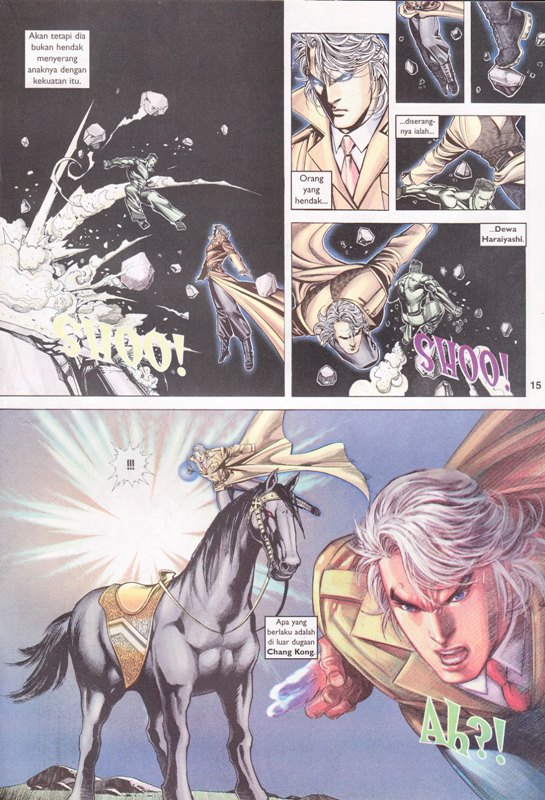 Akan tetapi dia
bukan hendak
menyerang
anaknya dengan
kekuatan itu.
SHOO!
Orang
yang
hendak...
...diserang-
nya ialah...
...Dewa
Haraiyashi.
SHOO!
15
!!!
Apa yang
berlaku adalah
di luar dugaan
Chang Kong.
Ah?!